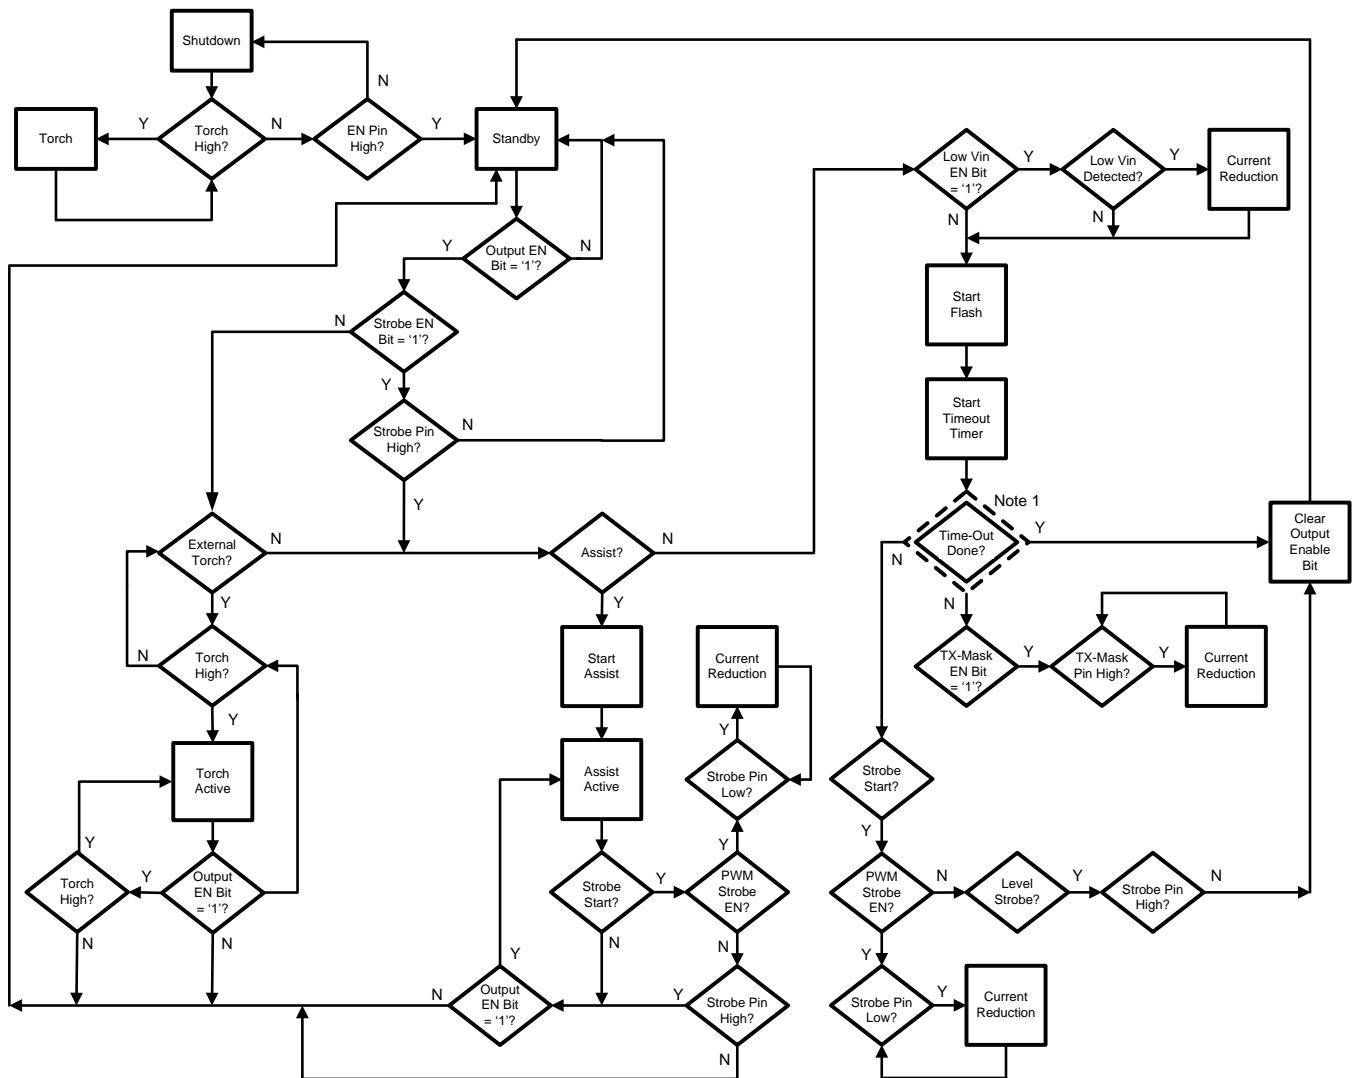 Shutdown
N
Torch
Y
Torch
High?
N
EN Pin
High?
Y
Standby
Low Vin
EN Bit
= ‘1’?
Y
Low Vin
Detected?
Y
Current
Reduction
N
N
Y
Output EN
Bit = ‘1’?
N
Start
Flash
N
Strobe EN
Bit = ‘1’?
Y
Strobe Pin
High?
N
Y
Start
Timeout
Timer
Note 1
Time-Out
Done?
Y
N
N
Clear
Output
Enable
Bit
External
Torch?
N
Y
Assist?
N
Y
Torch
High?
N
Y
Start
Assist
Current
Reduction
TX-Mask
EN Bit
= ‘1’?
Y
TX-Mask
Pin High?
Y
Current
Reduction
Torch
Active
Assist
Active
Y
Strobe Pin
Low?
Strobe
Start?
Y
Y
Torch
High?
Y
Output
EN Bit
= ‘1’?
N
N
Strobe
Start?
Y
Y
PWM
Strobe
EN?
N
N
PWM
Strobe
EN?
N
Level
Strobe?
Y
Strobe Pin
High?
N
Y
Y
N
Output
EN Bit
= ‘1’?
Y
Strobe Pin
High?
N
Strobe Pin
Low?
Y
Current
Reduction